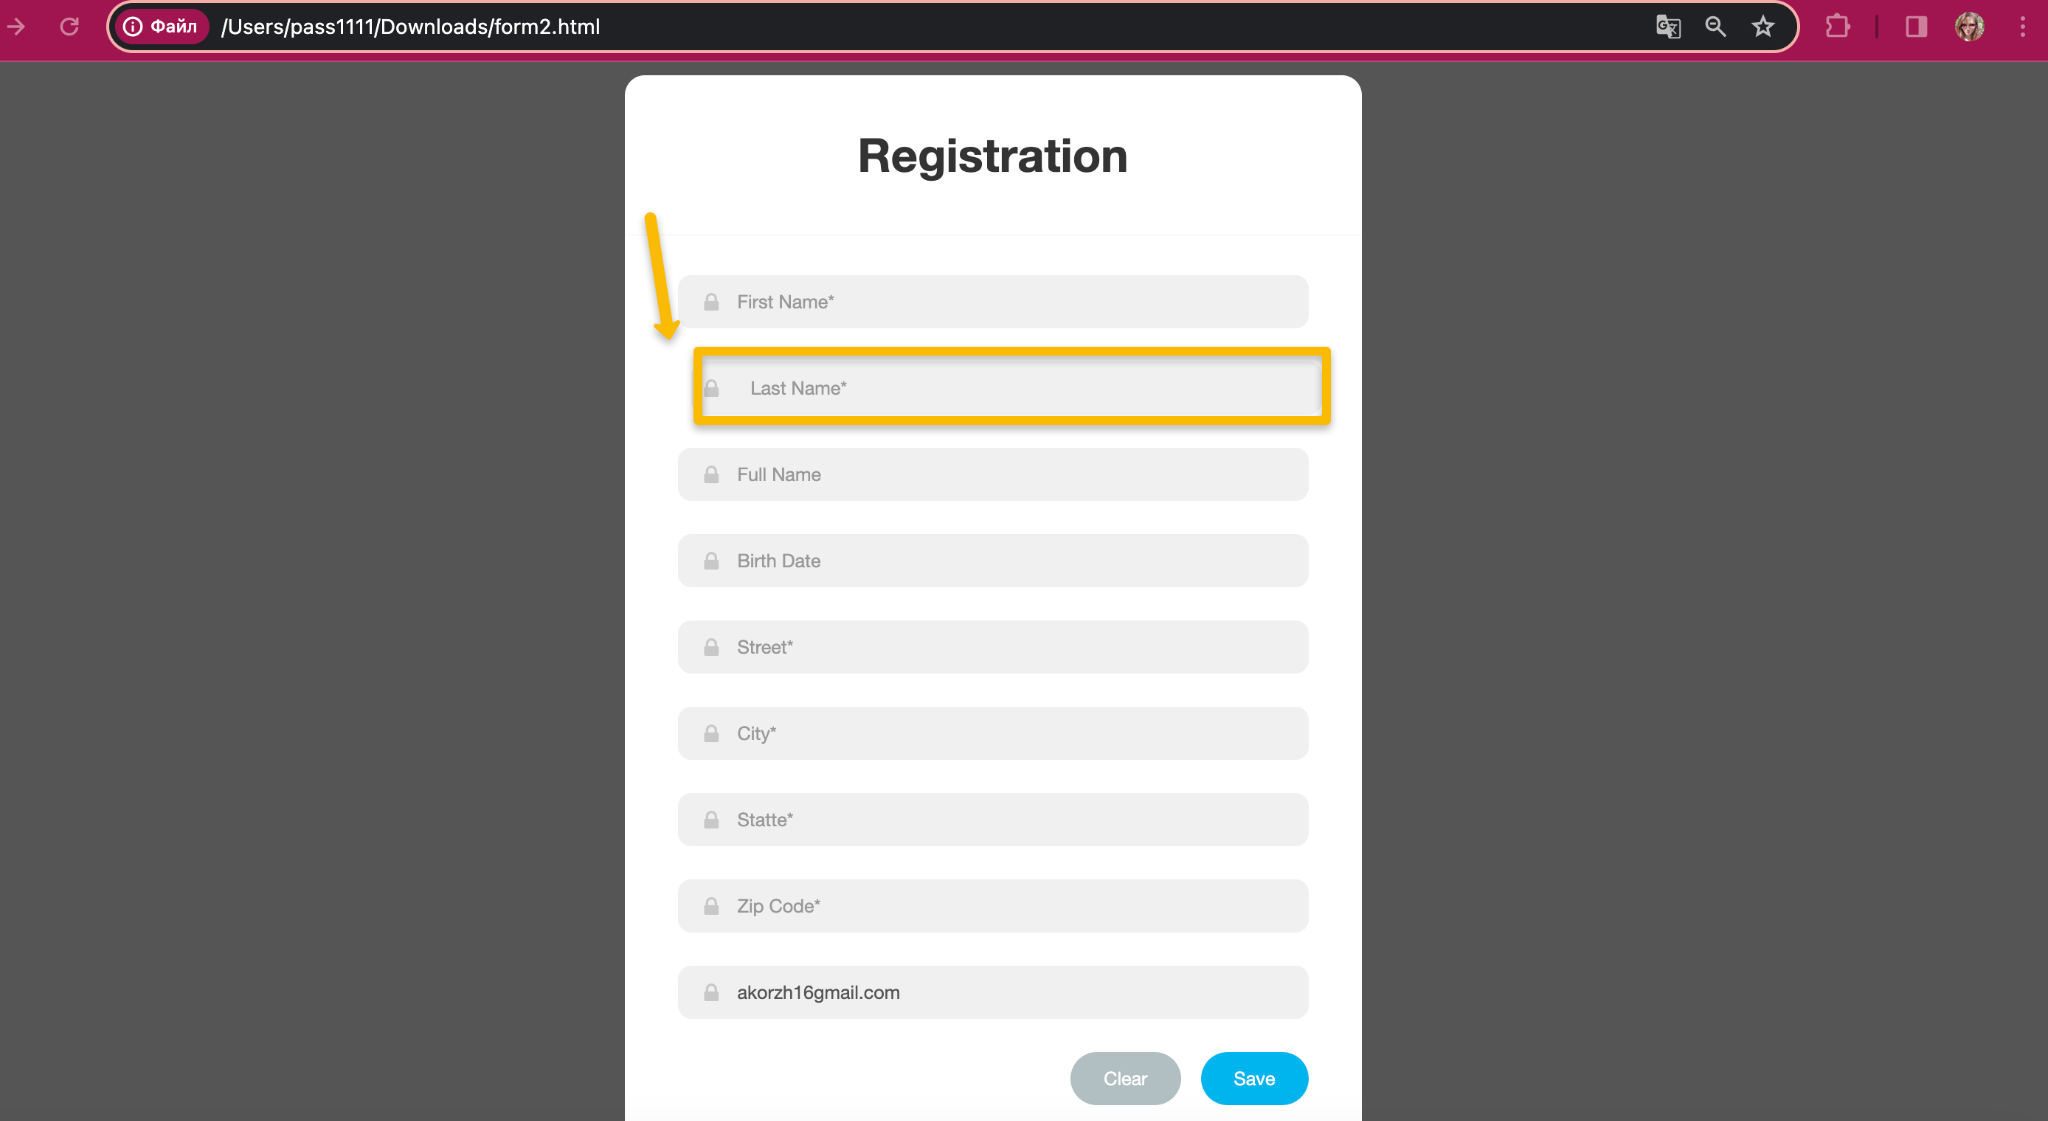 Файл /Users/pass1111/Downloads/form2.html
Registration
First Name*
Last Name*
Full Name
Birth Date
Street*
City*
Statte*
Zip Code*
akorzh16gmail.com
Clear Save